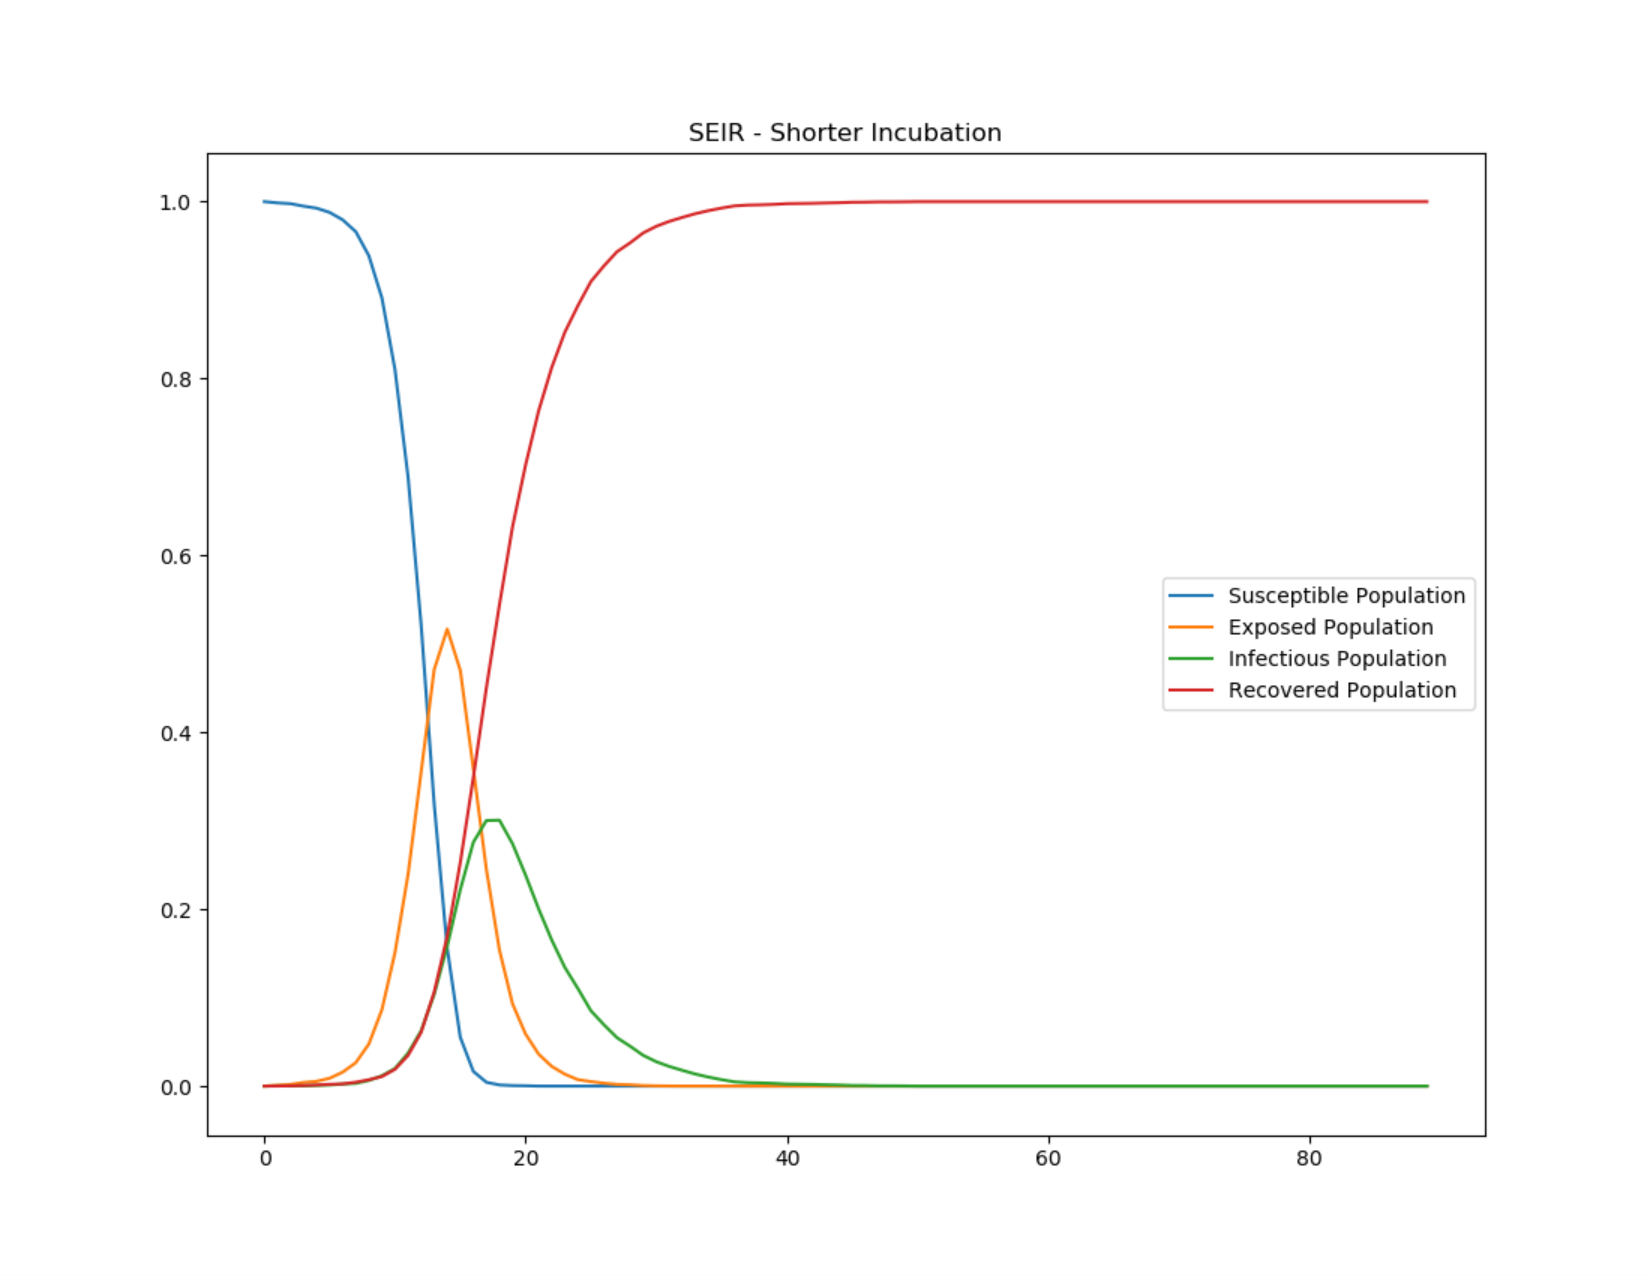 SEIR - Shorter Incubation
1.0
0.8
0.6
0.4
0.2
0.0
Susceptible Population
Exposed Population
Infectious Population
Recovered Population
0 20 40 60 80